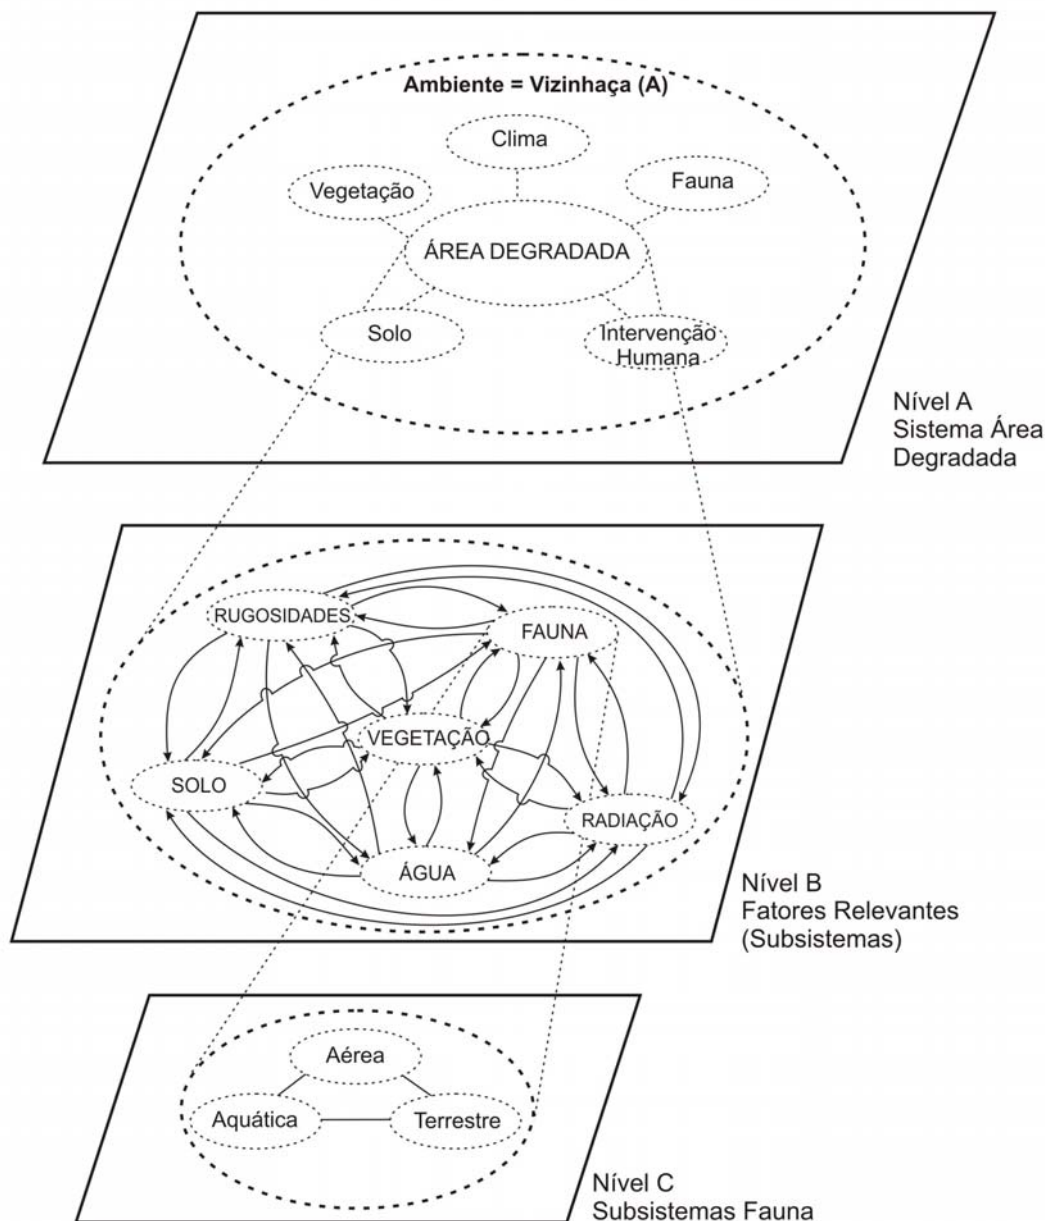 Ambiente = Vizinhaça (A)
Clima
Vegetação
Fauna
ÁREA DEGRADADA
Solo
Intervenção
Humana
Nível A
Sistema Área
Degradada
RUGOSIDADES
FAUNA
VEGETAÇÃO
SOLO
RADIAÇÃO
ÁGUA
Nível B
Fatores Relevantes
(Subsistemas)
Aérea
Aquática
Terrestre
Nível C
Subsistemas Fauna